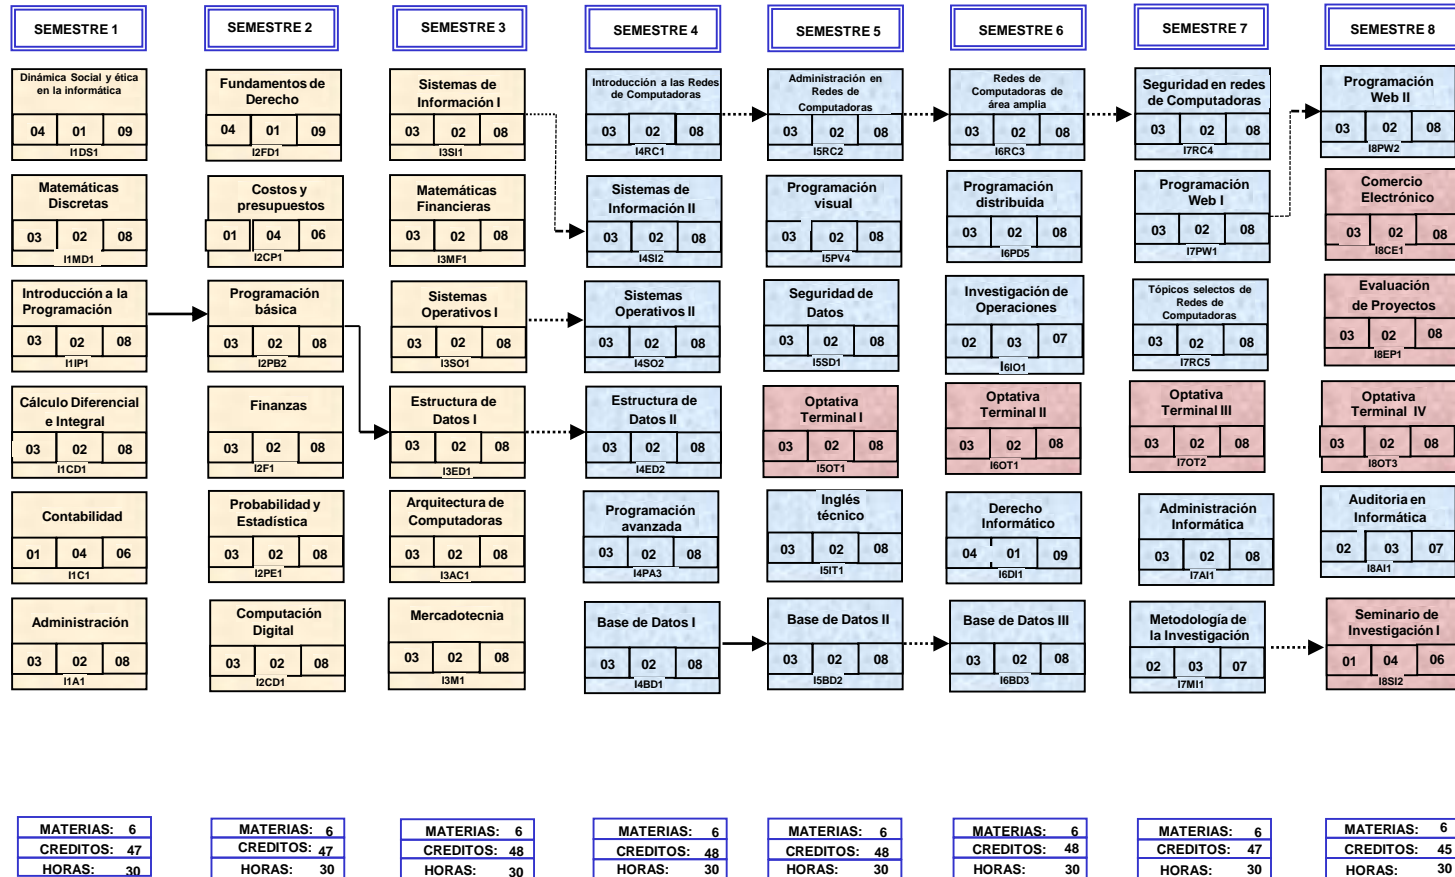 SEMESTRE 1
SEMESTRE 2
SEMESTRE 3
SEMESTRE 4
SEMESTRE 5
SEMESTRE 6
SEMESTRE 7
SEMESTRE 8
Dinámica Social y ética
en la informática
04 01 09
I1DS1
Fundamentos de
Derecho
04 01 09
I2FD1
Sistemas de
Información I
03 02 08
I3SI1
Introducción a las Redes
de Computadoras
03 02 08
I4RC1
Administración en
Redes de
Computadoras
03 02 08
I5RC2
Redes de
Computadoras de
área amplia
03 02 08
I6RC3
Seguridad en redes
de Computadoras
03 02 08
I7RC4
Programación
Web II
03 02 08
I8PW2
Matemáticas
Discretas
03 02 08
I1MD1
Costos y
presupuestos
01 04 06
I2CP1
Matemáticas
Financieras
03 02 08
I3MF1
Sistemas de
Información II
03 02 08
I4SI2
Programación
visual
03 02 08
I5PV4
Programación
distribuida
03 02 08
I6PD5
Programación
Web I
03 02 08
I7PW1
Comercio
Electrónico
03 02 08
I8CE1
Introducción a la
Programación
03 02 08
I1IP1
Programación
básica
03 02 08
I2PB2
Sistemas
Operativos I
03 02 08
I3SO1
Sistemas
Operativos II
03 02 08
I4SO2
Seguridad de
Datos
03 02 08
I5SD1
Investigación de
Operaciones
02 03 07
I6IO1
Tópicos selectos de
Redes de
Computadoras
03 02 08
I7RC5
Evaluación
de Proyectos
03 02 08
I8EP1
Cálculo Diferencial
e Integral
03 02 08
I1CD1
Finanzas
03 02 08
I2F1
Estructura de
Datos I
03 02 08
I3ED1
Estructura de
Datos II
03 02 08
I4ED2
Optativa
Terminal I
03 02 08
I5OT1
Optativa
Terminal II
03 02 08
I6OT1
Optativa
Terminal III
03 02 08
I7OT2
Optativa
Terminal IV
03 02 08
I8OT3
Contabilidad
01 04 06
I1C1
Probabilidad y
Estadística
03 02 08
I2PE1
Arquitectura de
Computadoras
03 02 08
I3AC1
Programación
avanzada
03 02 08
I4PA3
Inglés
técnico
03 02 08
I5IT1
Derecho
Informático
04 01 09
I6DI1
Administración
Informática
03 02 08
I7AI1
Auditoria en
Informática
02 03 07
I8AI1
Administración
03 02 08
I1A1
Computación
Digital
03 02 08
I2CD1
Mercadotecnia
03 02 08
I3M1
Base de Datos I
03 02 08
I4BD1
Base de Datos II
03 02 08
I5BD2
Base de Datos III
03 02 08
I6BD3
Metodología de
la Investigación
02 03 07
I7MI1
Seminario de
Investigación I
01 04 06
I8SI2
MATERIAS: 6
CREDITOS: 47
HORAS: 30
MATERIAS: 6
CREDITOS: 47
HORAS: 30
MATERIAS: 6
CREDITOS: 48
HORAS: 30
MATERIAS: 6
CREDITOS: 48
HORAS: 30
MATERIAS: 6
CREDITOS: 48
HORAS: 30
MATERIAS: 6
CREDITOS: 48
HORAS: 30
MATERIAS: 6
CREDITOS: 47
HORAS: 30
MATERIAS: 6
CREDITOS: 45
HORAS: 30